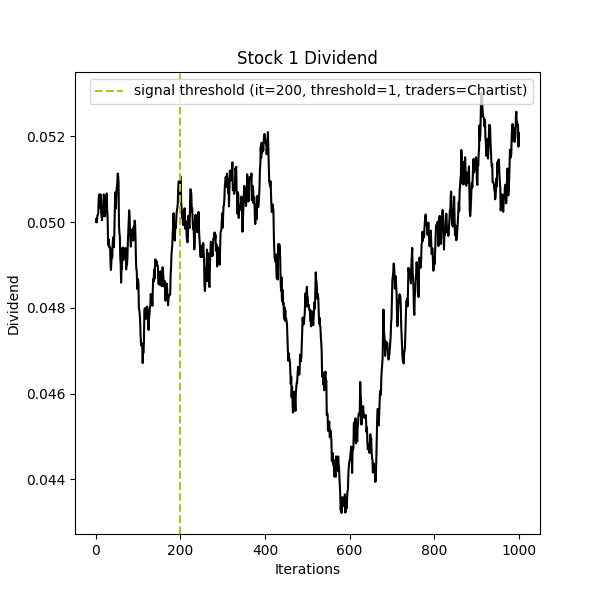 Stock 1 Dividend
signal threshold (it=200, threshold=1, traders=Chartist)
0.052
0.050
0.048
0.046
0.044
Dividend
0 200 400 600 800 1000
Iterations